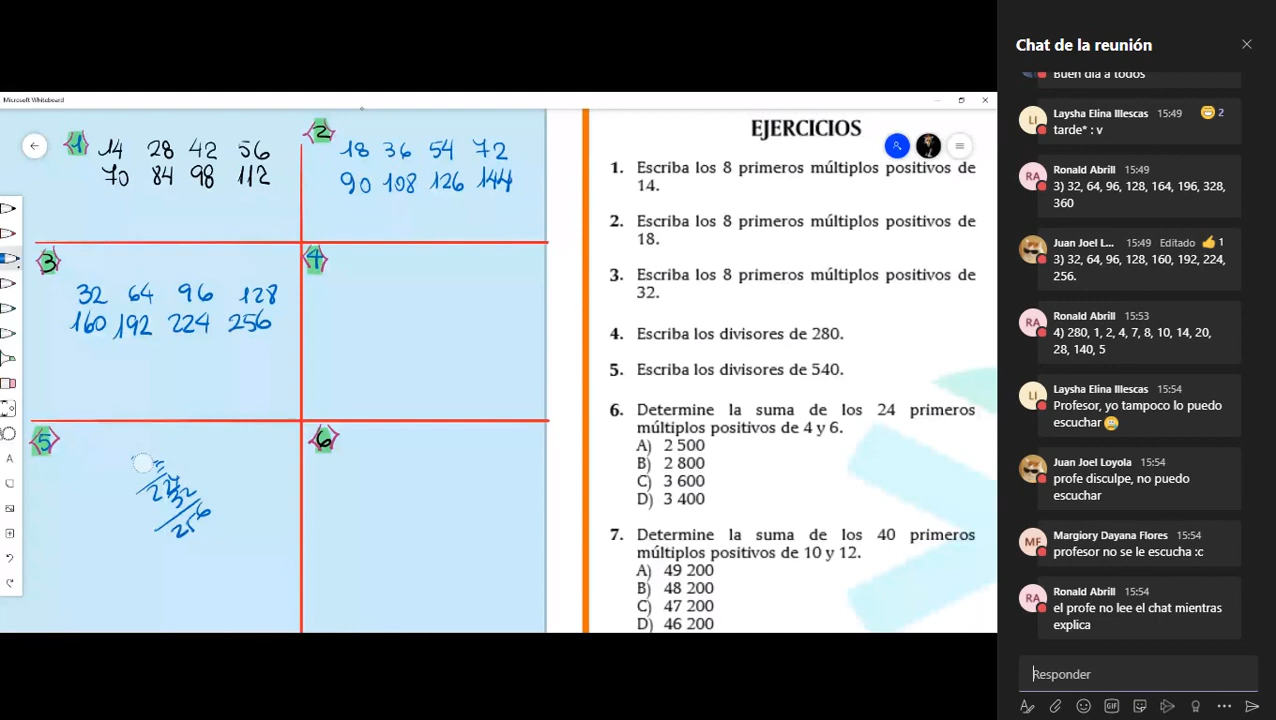 Microsoft Whiteboard
1
14 28 42 56
70 84 98 112
2
18 36 54 72
90 108 126 144
3
32 64 96 128
160 192 224 256
4
5
224
32
256
6
EJERCICIOS
1. Escriba los 8 primeros múltiplos positivos de
14.
2. Escriba los 8 primeros múltiplos positivos de
18.
3. Escriba los 8 primeros múltiplos positivos de
32.
4. Escriba los divisores de 280.
5. Escriba los divisores de 540.
6. Determine la suma de los 24 primeros
múltiplos positivos de 4 y 6.
A) 2 500
B) 2 800
C) 3 600
D) 3 400
7. Determine la suma de los 40 primeros
múltiplos positivos de 10 y 12.
A) 49 200
B) 48 200
C) 47 200
D) 46 200
Chat de la reunión
Buen dia a todos
LI Laysha Elina Illescas 15:49 2
tarde* : v
RA Ronald Abrill 15:49
3) 32, 64, 96, 128, 164, 196, 328,
360
Juan Joel L... 15:49 Editado 1
3) 32, 64, 96, 128, 160, 192, 224,
256.
RA Ronald Abrill 15:53
4) 280, 1, 2, 4, 7, 8, 10, 14, 20,
28, 140, 5
LI Laysha Elina Illescas 15:54
Profesor, yo tampoco lo puedo
escuchar
Juan Joel Loyola 15:54
profe disculpe, no puedo
escuchar
MF Margiory Dayana Flores 15:54
profesor no se le escucha :c
RA Ronald Abrill 15:54
el profe no lee el chat mientras
explica
Responder
GIF
A